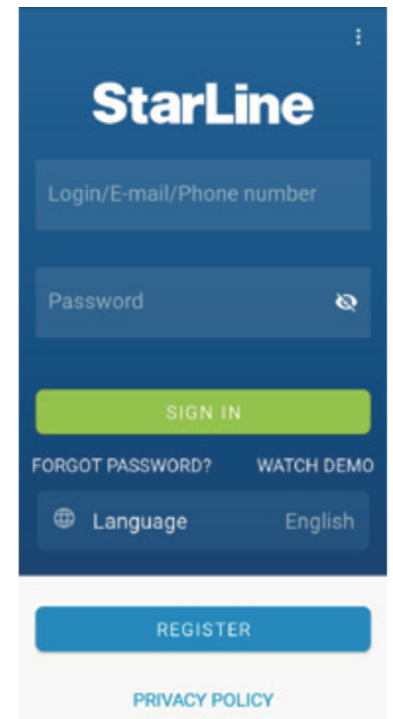 StarLine
Login/E-mail/Phone number
Password
SIGN IN
FORGOT PASSWORD? WATCH DEMO
Language English
REGISTER
PRIVACY POLICY